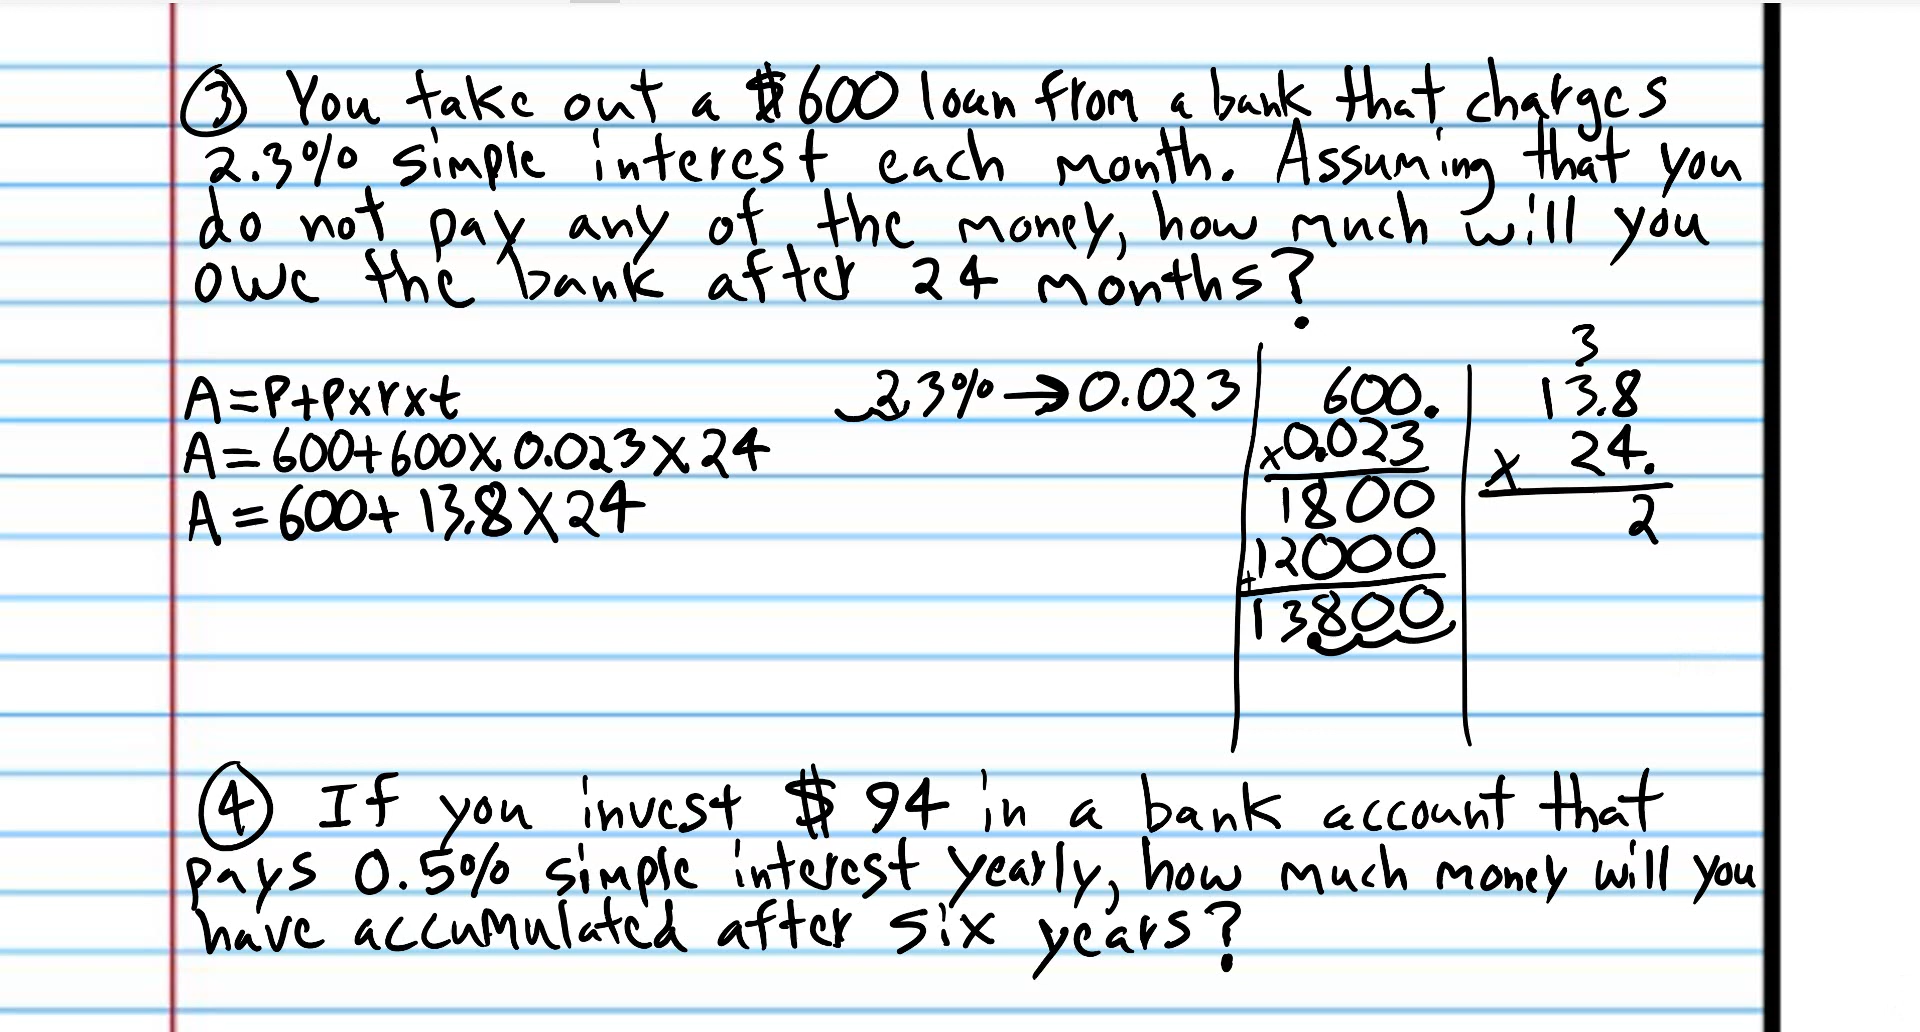 ③ You take out a $600 loan from a bank that charges
2.3% simple interest each month. Assuming that you
do not pay any of the money, how much will you
owe the bank after 24 months?
A=P+P×r×t
A=600+600×0.023×24
A=600+13.8×24
2.3%→0.023
600.
×0.023
1800
+12000
13.800
3
13.8
× 24.
2
④ If you invest $94 in a bank account that
pays 0.5% simple interest yearly, how much money will you
have accumulated after six years?